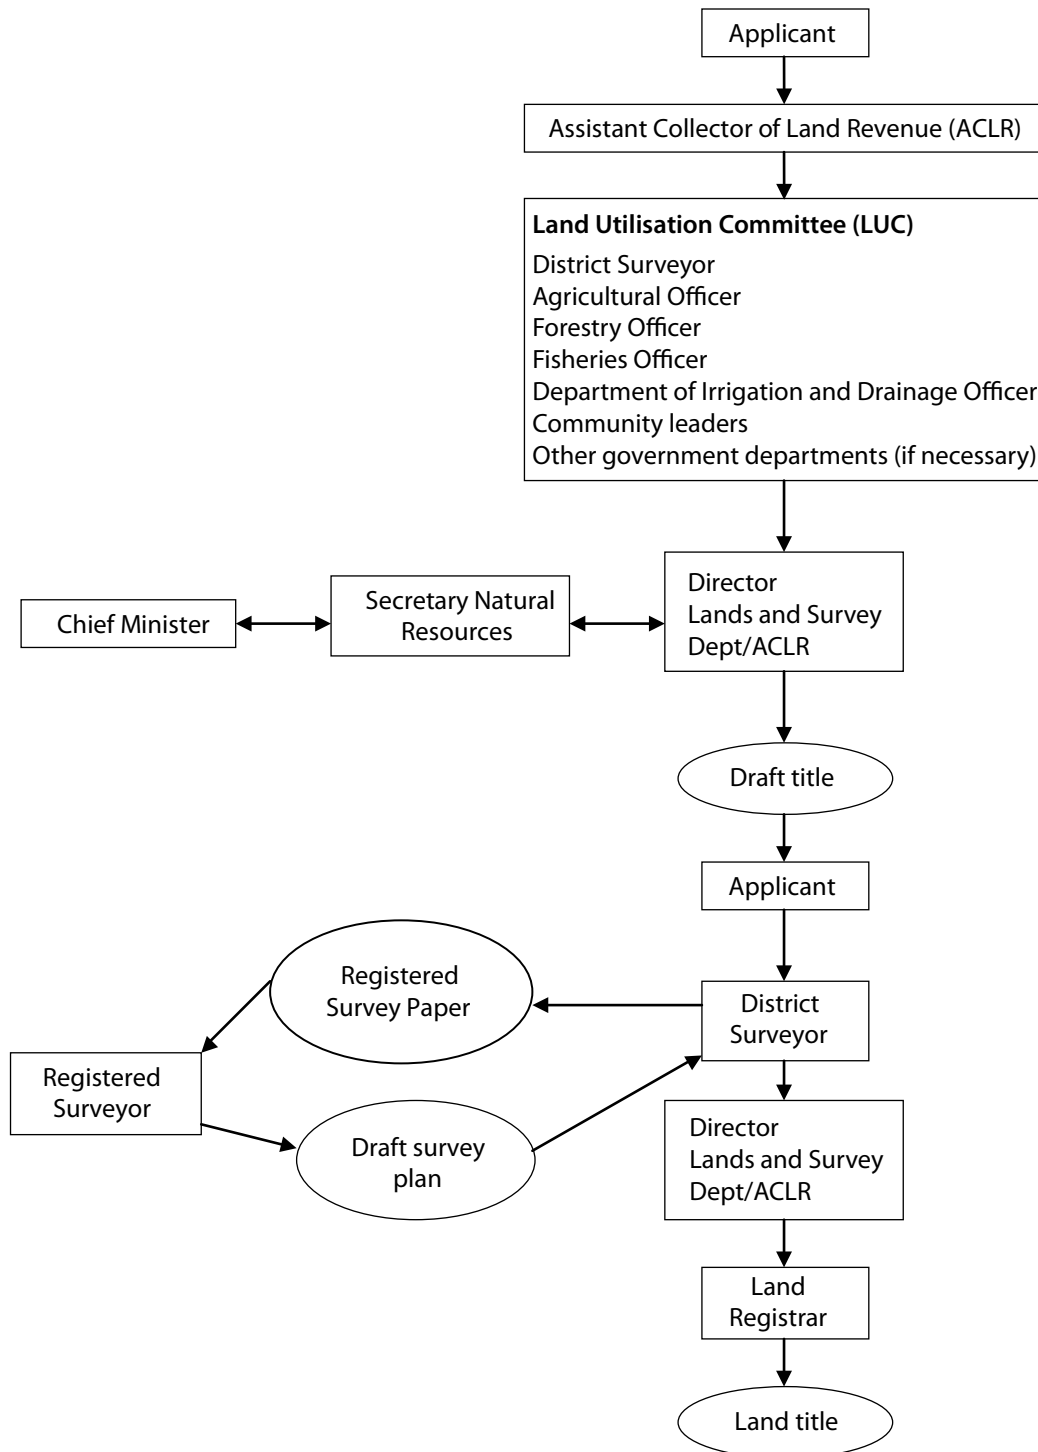 Applicant
Assistant Collector of Land Revenue (ACLR)
Land Utilisation Committee (LUC)
District Surveyor
Agricultural Officer
Forestry Officer
Fisheries Officer
Department of Irrigation and Drainage Officer
Community leaders
Other government departments (if necessary)
Chief Minister
Secretary Natural
Resources
Director
Lands and Survey
Dept/ACLR
Draft title
Applicant
Registered
Survey Paper
District
Surveyor
Registered
Surveyor
Draft survey
plan
Director
Lands and Survey
Dept/ACLR
Land
Registrar
Land title